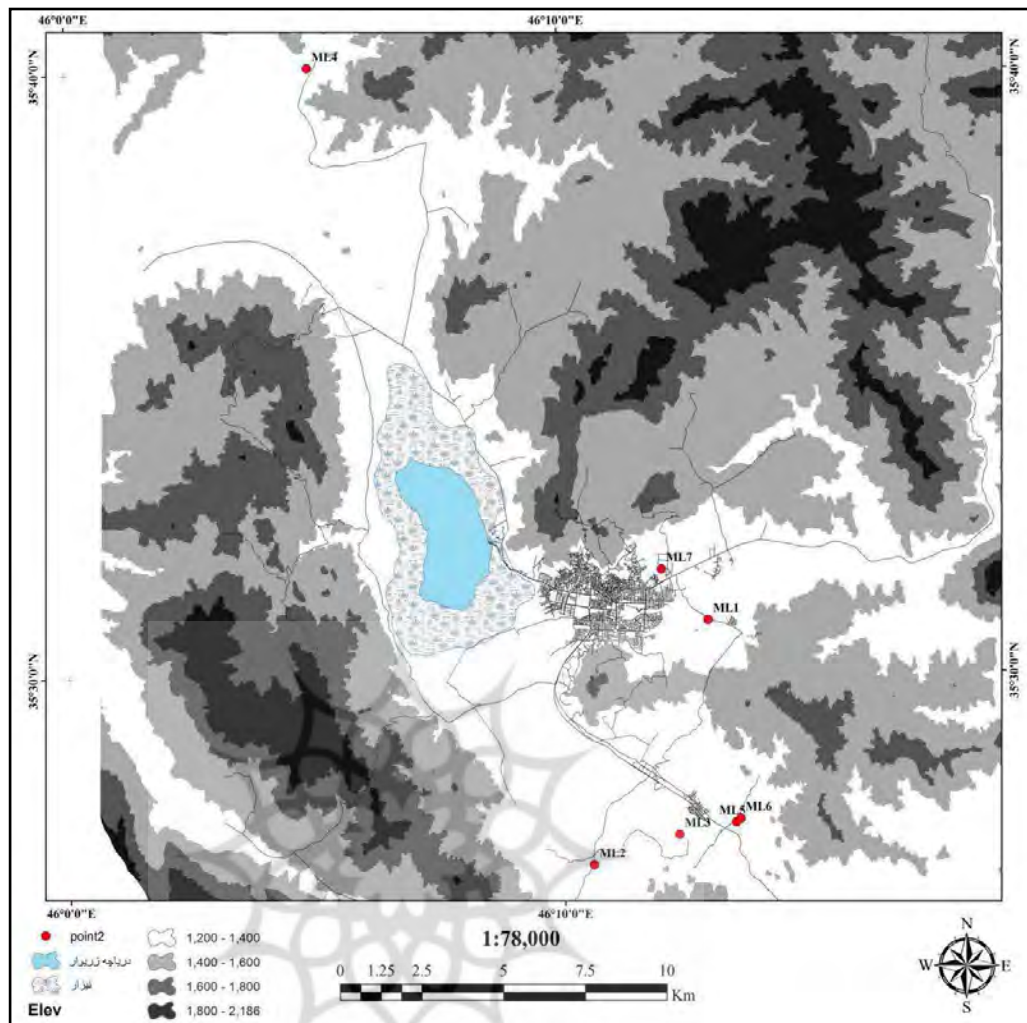 46°0'0"E
46°10'0"E
35°40'0"N
35°40'0"N
ML4
ML7
ML1
35°30'0"N
35°30'0"N
ML5
ML6
ML3
ML2
46°0'0"E
46°10'0"E
point2
دریاچه زریبار
نیزار
Elev
1,200 - 1,400
1,400 - 1,600
1,600 - 1,800
1,800 - 2,186
1:78,000
0 1.25 2.5 5 7.5 10
Km
N
W
E
S